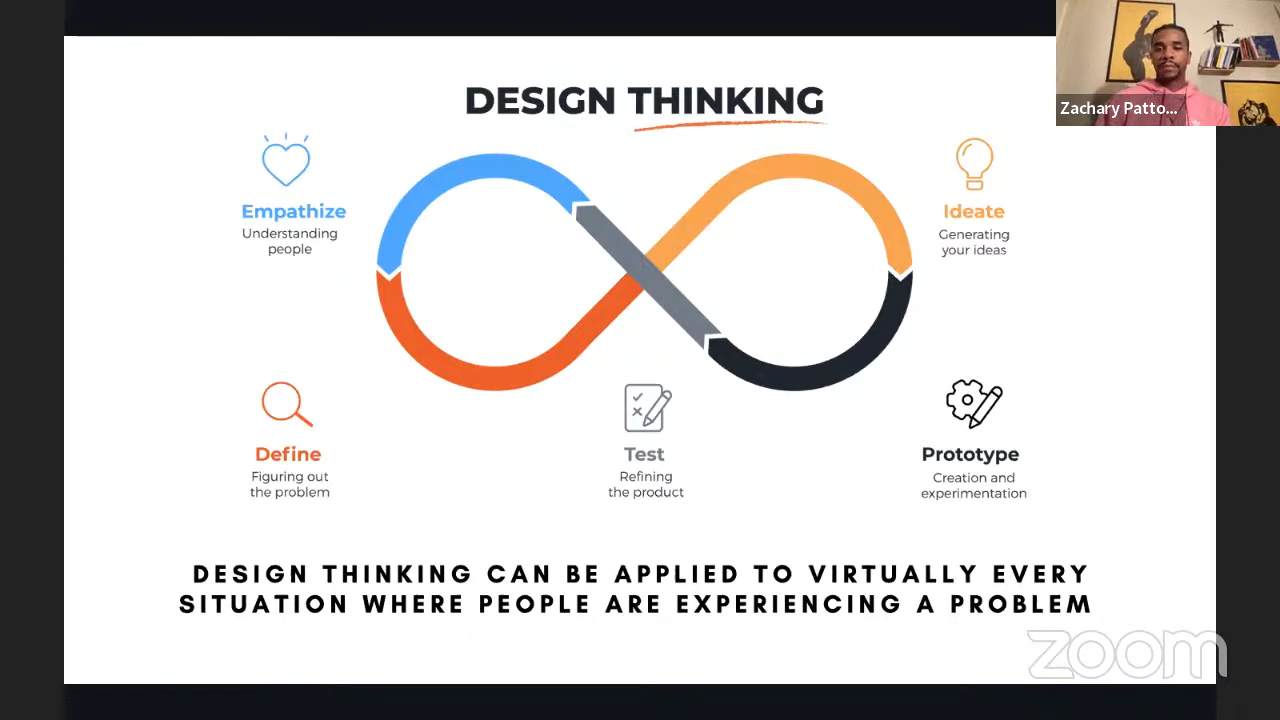 DESIGN THINKING
Zachary Patto...
Empathize
Understanding
people
Ideate
Generating
your ideas
Define
Figuring out
the problem
Test
Refining
the product
Prototype
Creation and
experimentation
DESIGN THINKING CAN BE APPLIED TO VIRTUALLY EVERY
SITUATION WHERE PEOPLE ARE EXPERIENCING A PROBLEM
zoom